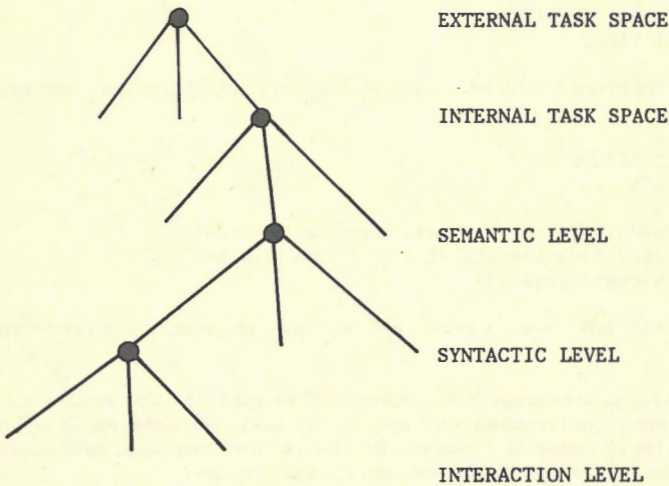 EXTERNAL TASK SPACE
INTERNAL TASK SPACE
SEMANTIC LEVEL
SYNTACTIC LEVEL
INTERACTION LEVEL